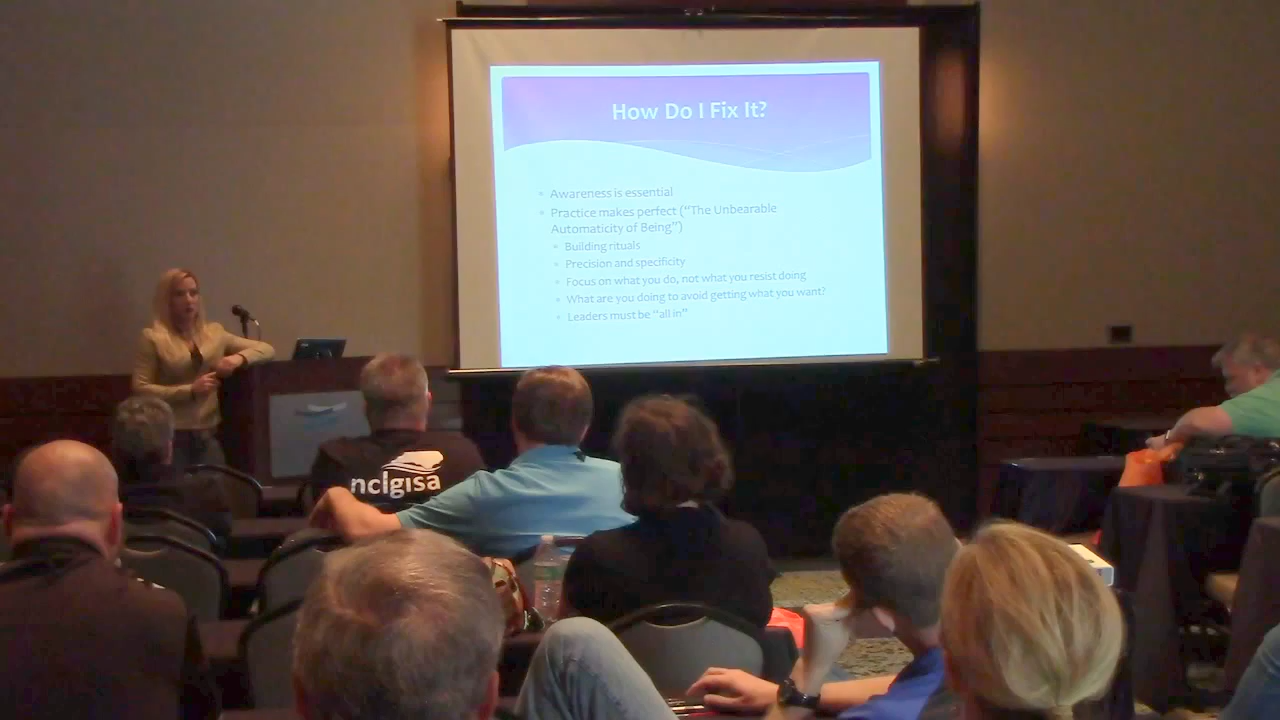 How Do I Fix It?
Awareness is essential
Practice makes perfect ("The Unbearable
Automaticity of Being")
Building rituals
Precision and specificity
Focus on what you do, not what you resist doing
What are you doing to avoid getting what you want?
Leaders must be "all in"
nclgisa